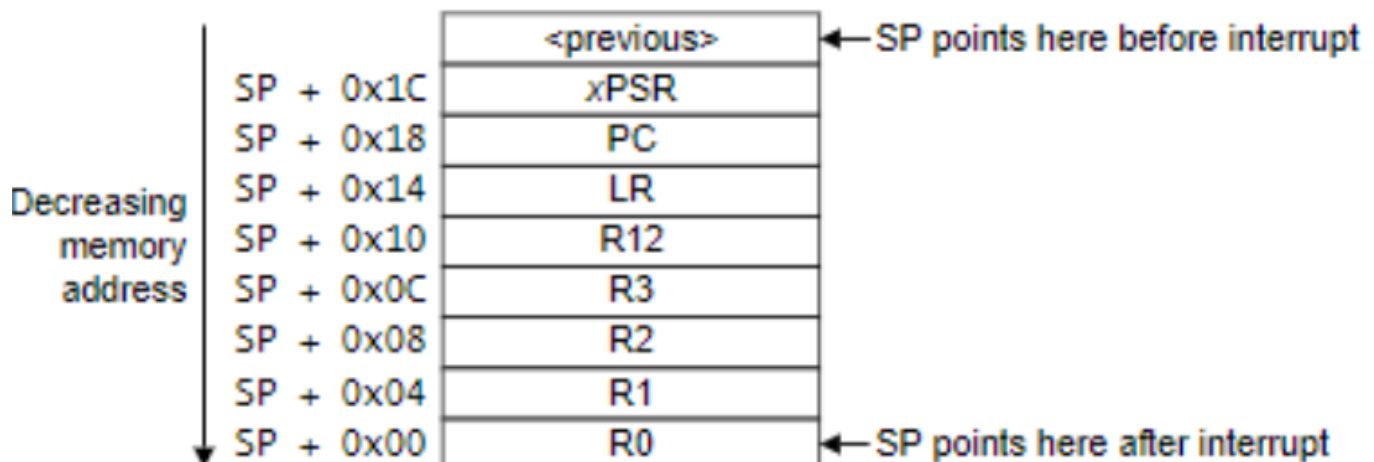 <previous> SP points here before interrupt
SP + 0x1C xPSR
SP + 0x18 PC
SP + 0x14 LR
Decreasing
memory
address
SP + 0x10 R12
SP + 0x0C R3
SP + 0x08 R2
SP + 0x04 R1
SP + 0x00 R0 SP points here after interrupt